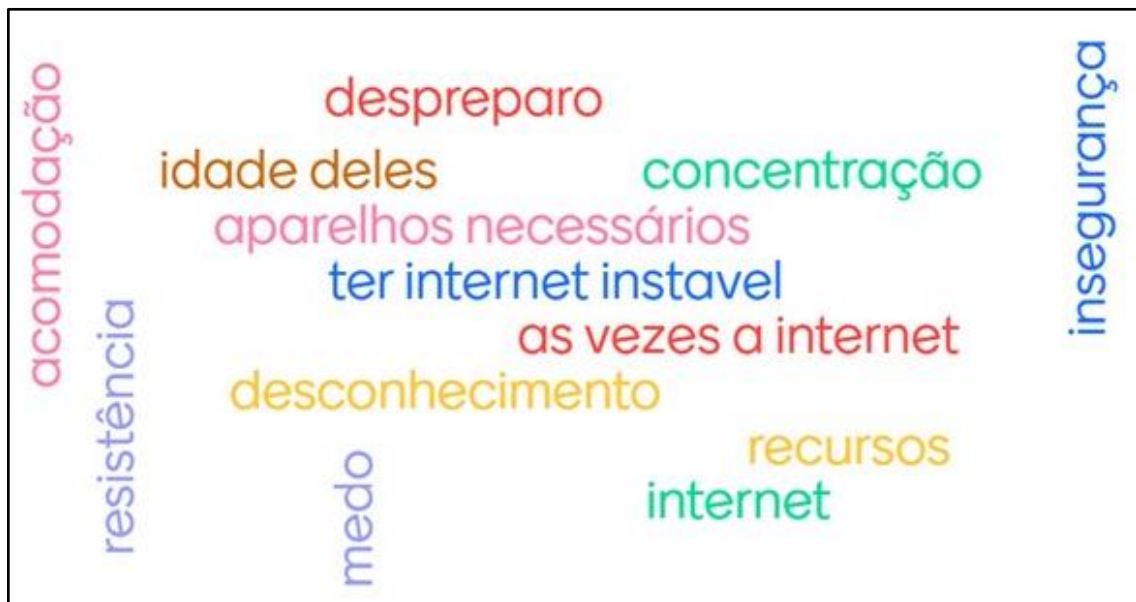 acomodação
despreparo
insegurança
idade deles
concentração
aparelhos necessários
ter internet instavel
resistência
as vezes a internet
desconhecimento
medo
recursos
internet